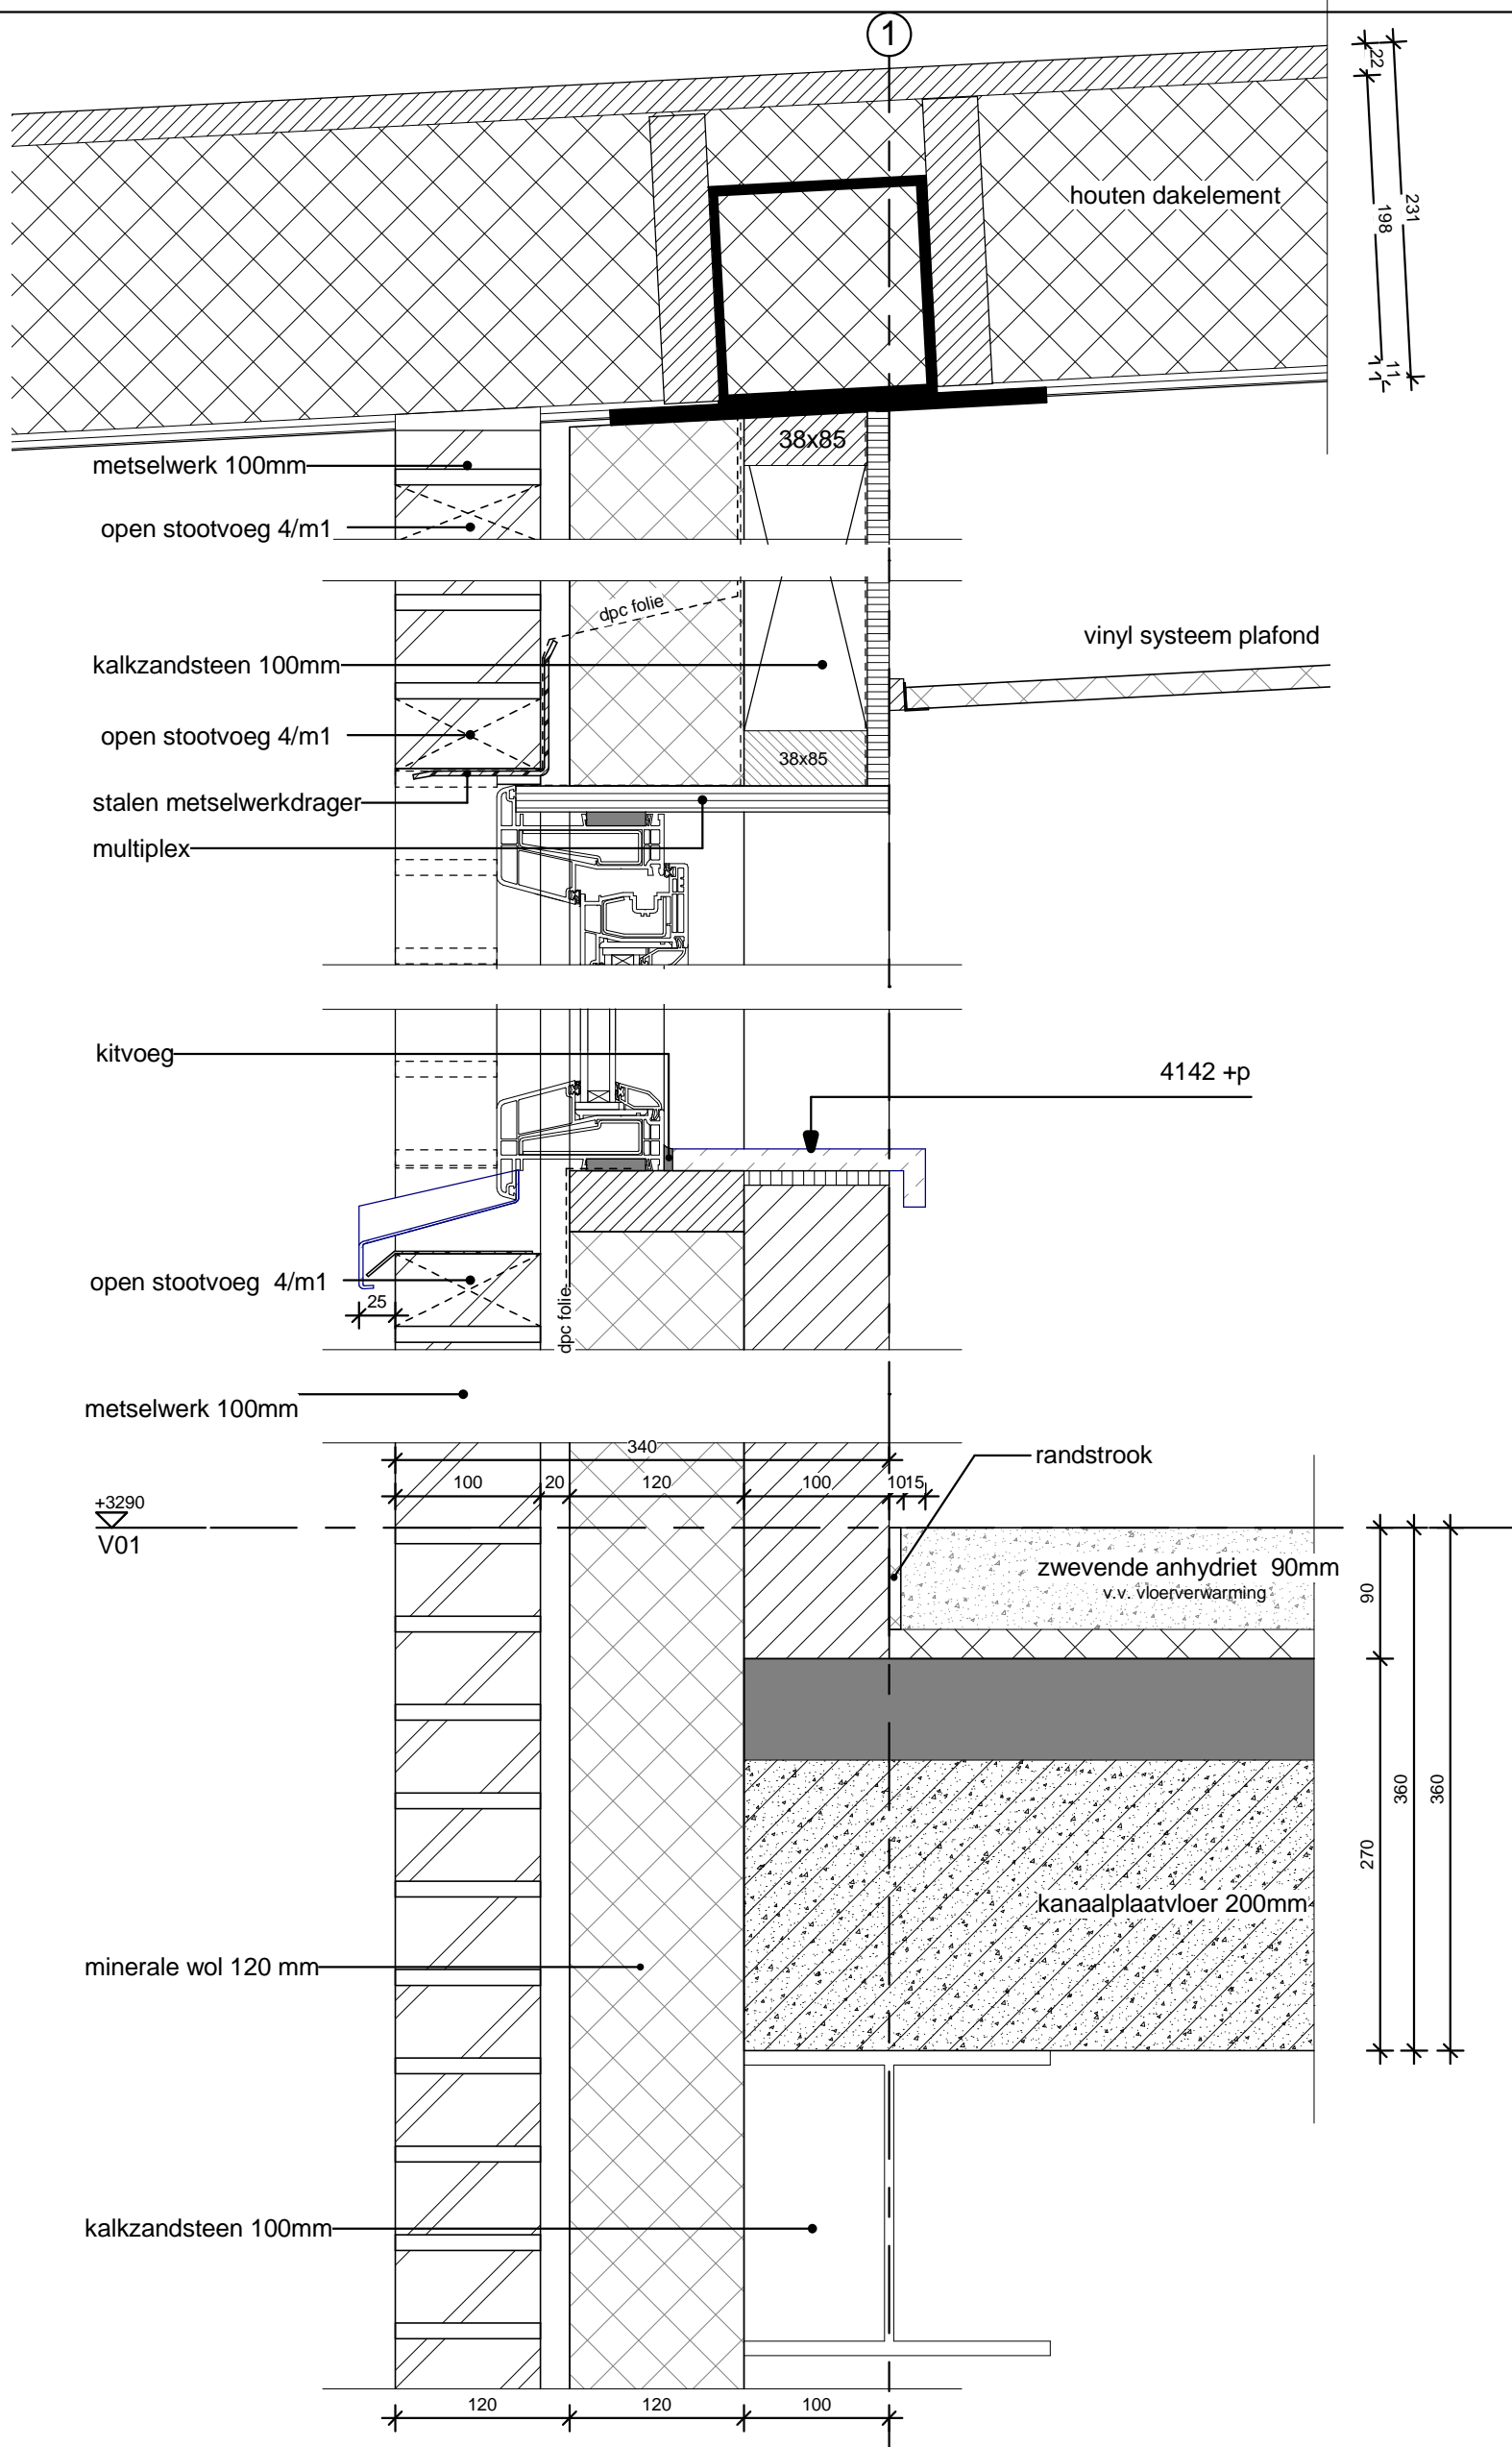 1
22
231
198
11
houten dakelement
38x85
metselwerk 100mm
open stootvoeg 4/m1
dpc folie
vinyl systeem plafond
kalkzandsteen 100mm
open stootvoeg 4/m1
38x85
stalen metselwerkdrager
multiplex
kitvoeg
4142 +p
open stootvoeg 4/m1
25
dpc folie
metselwerk 100mm
340
randstrook
100
20
120
100
10
15
+3290
V01
zwevende anhydriet 90mm
v.v. vloerverwarming
90
360
360
270
kanaalplaatvloer 200mm
minerale wol 120 mm
kalkzandsteen 100mm
120
120
100